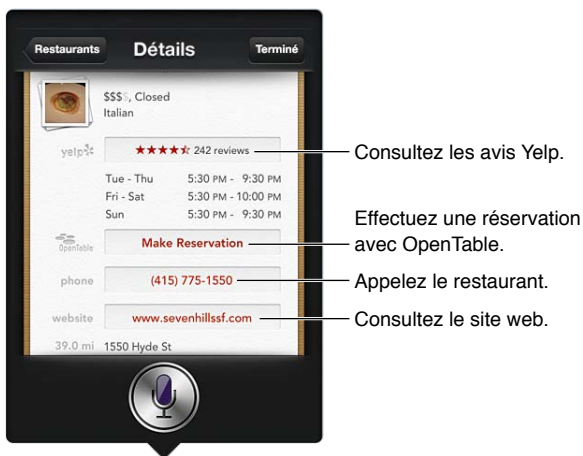 Restaurants Détails Terminé
$$$$, Closed
Italian
yelp 242 reviews
Consultez les avis Yelp.
Tue - Thu 5:30 PM - 9:30 PM
Fri - Sat 5:30 PM - 10:00 PM
Sun 5:30 PM - 9:30 PM
Effectuez une réservation
avec OpenTable.
OpenTable Make Reservation
phone (415) 775-1550
Appelez le restaurant.
website www.sevenhillssf.com
Consultez le site web.
39.0 mi 1550 Hyde St